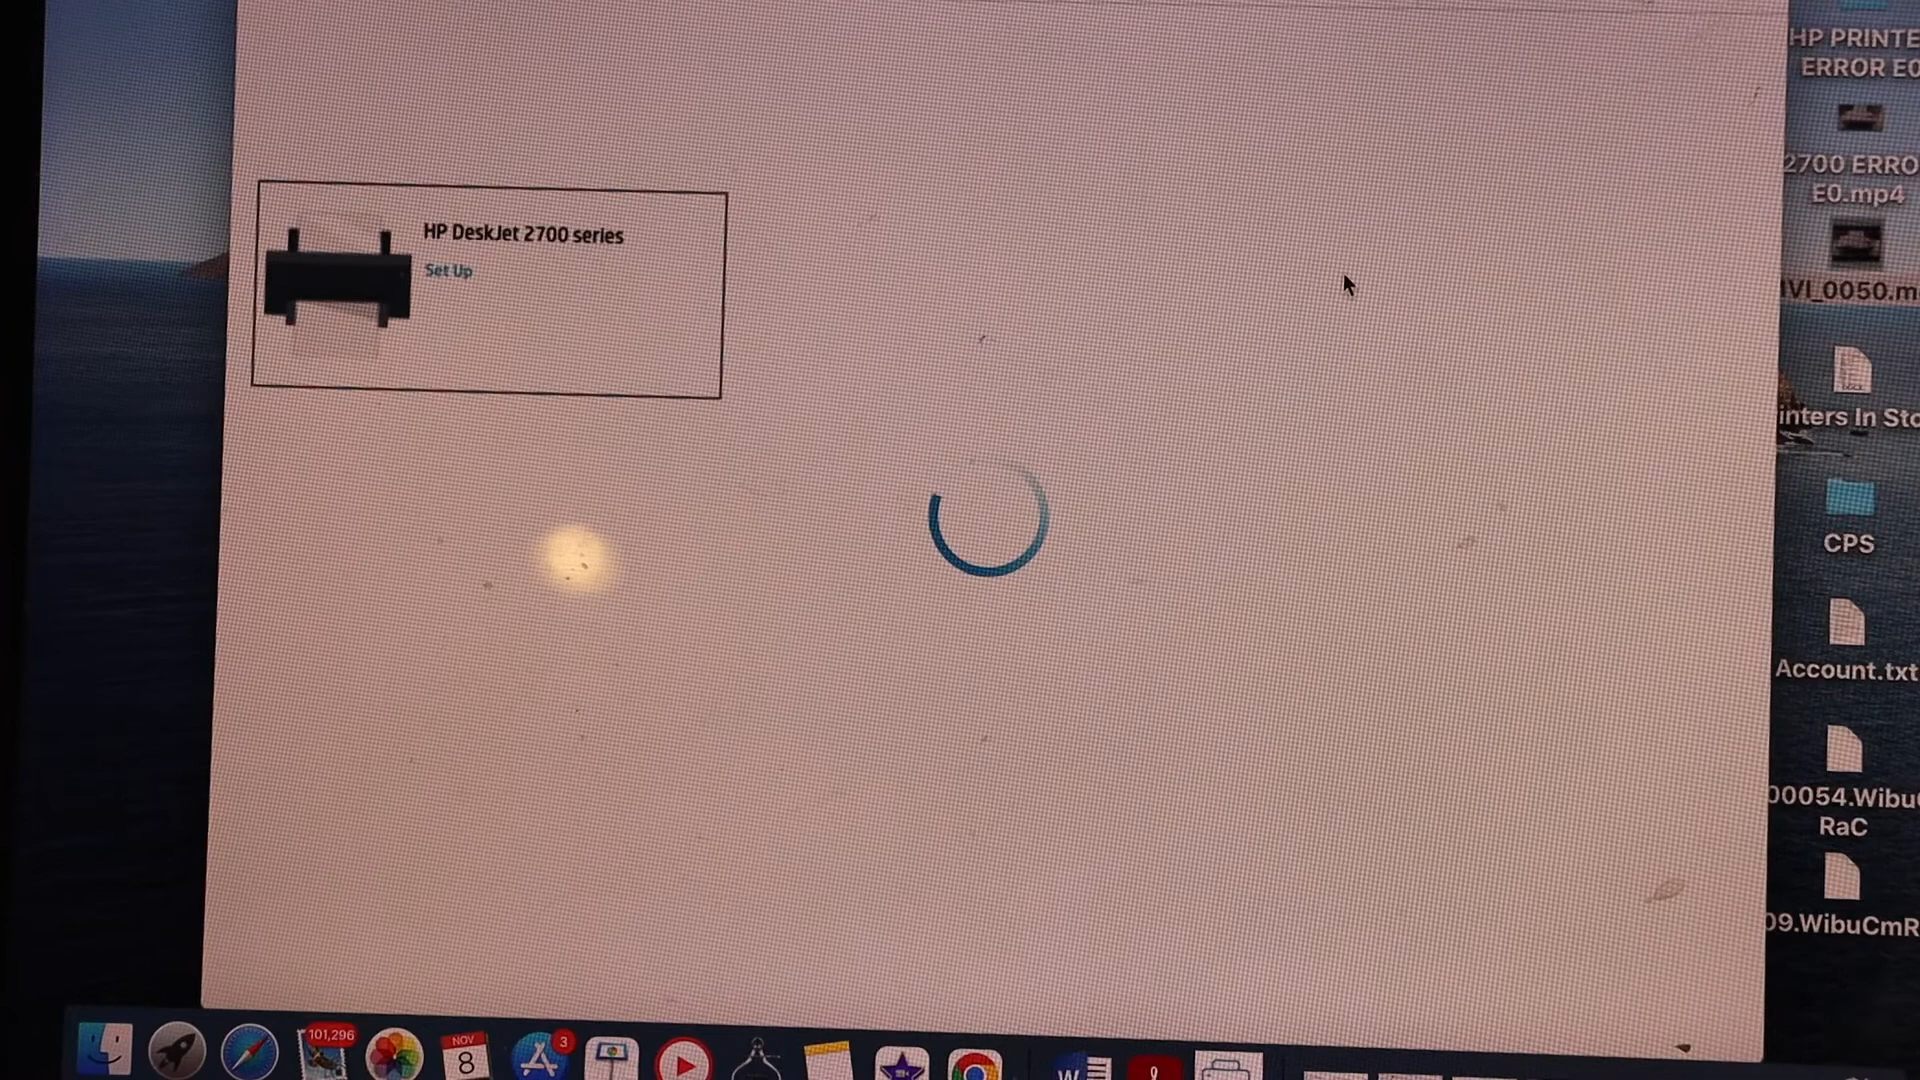 HP DeskJet 2700 series
Set Up
HP PRINTE
ERROR E0
2700 ERRO
E0.mp4
VI_0050.m
inters In Sto
CPS
Account.txt
00054.Wibu
RaC
09.WibuCmR
101,296
NOV
8
3
W